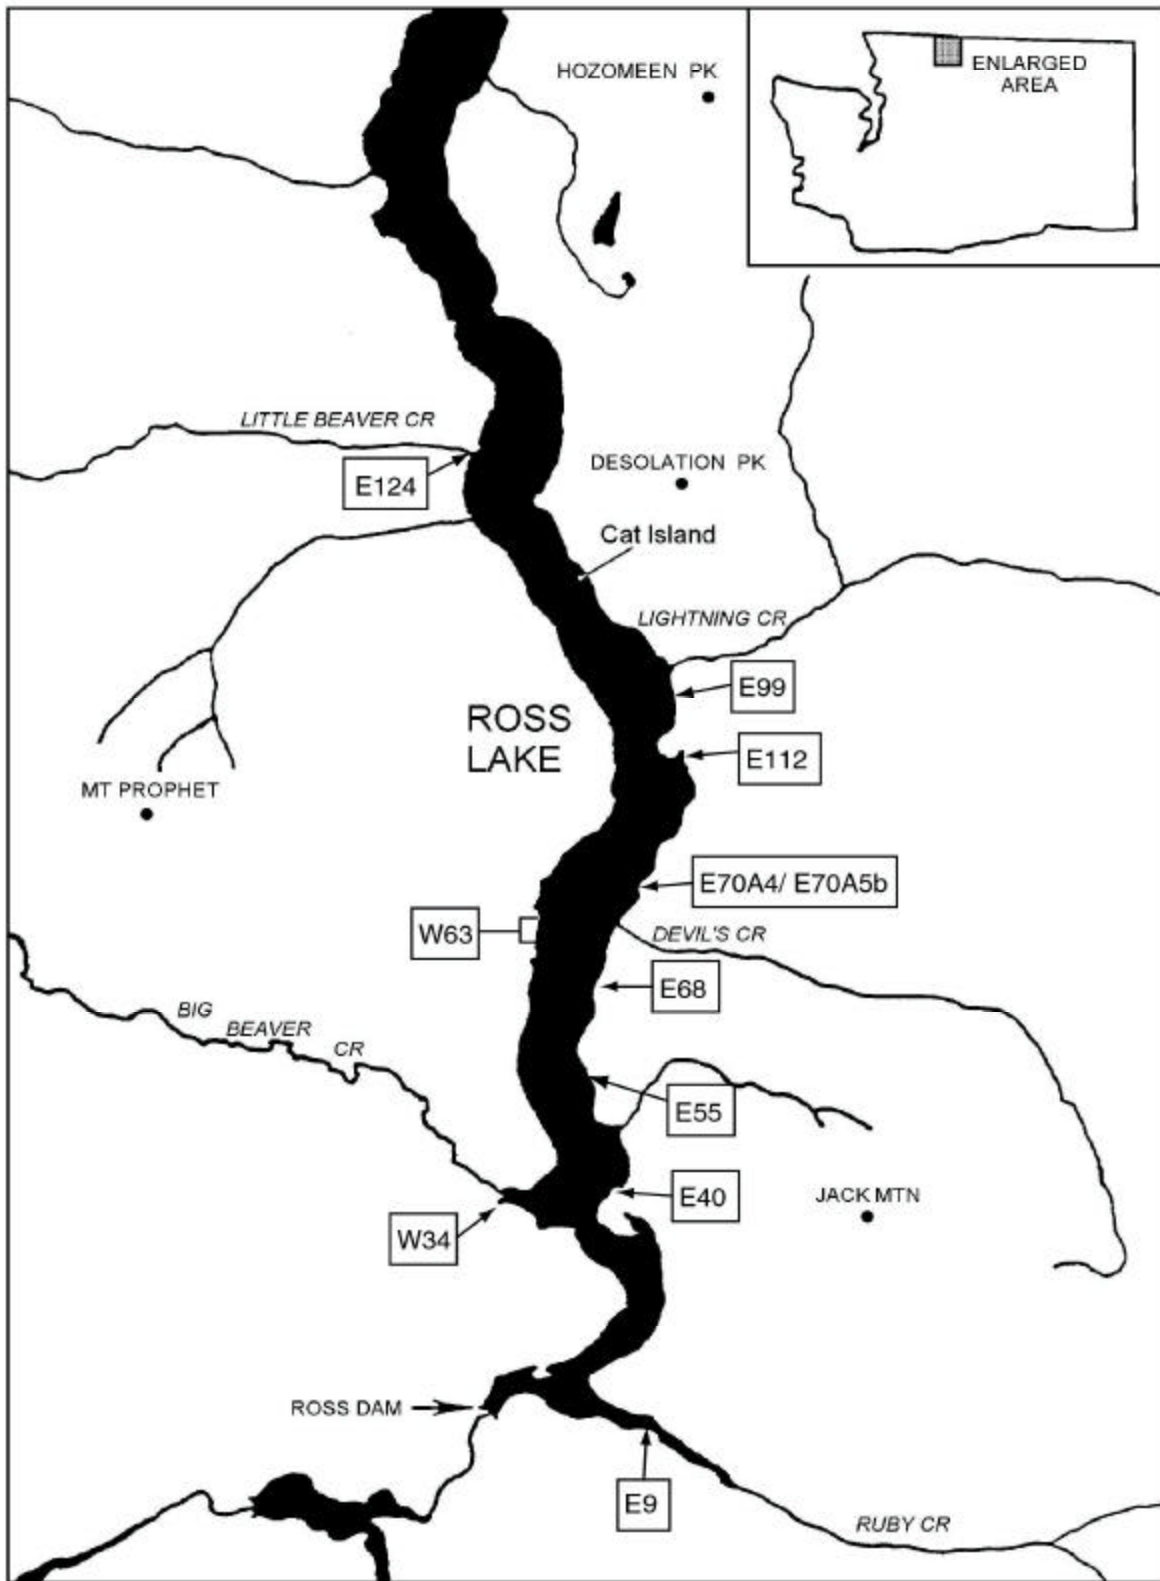 HOZOMEEN PK
ENLARGED
AREA
LITTLE BEAVER CR
E124
DESOLATION PK
Cat Island
LIGHTNING CR
E99
ROSS
LAKE
E112
MT PROPHET
E70A4/ E70A5b
W63
DEVIL'S CR
E68
BIG
BEAVER
CR
E55
E40
JACK MTN
W34
ROSS DAM
E9
RUBY CR